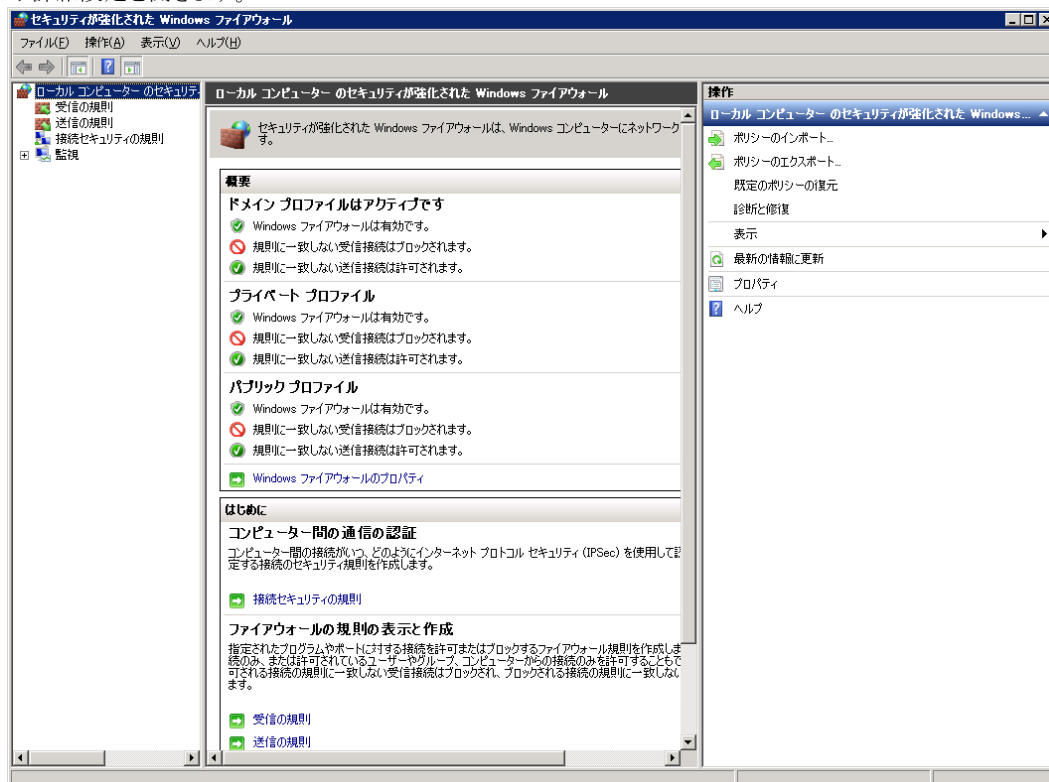 セキュリティが強化された Windows ファイアウォール
ファイル(F) 操作(A) 表示(V) ヘルプ(H)
ローカル コンピューター のセキュリテ
受信の規則
送信の規則
接続セキュリティの規則
監視
ローカル コンピューター のセキュリティが強化された Windows ファイアウォール
セキュリティが強化された Windows ファイアウォールは、Windows コンピューターにネットワーク
す。
概要
ドメイン プロファイルはアクティブです
Windows ファイアウォールは有効です。
規則に一致しない受信接続はブロックされます。
規則に一致しない送信接続は許可されます。
プライベート プロファイル
Windows ファイアウォールは有効です。
規則に一致しない受信接続はブロックされます。
規則に一致しない送信接続は許可されます。
パブリック プロファイル
Windows ファイアウォールは有効です。
規則に一致しない受信接続はブロックされます。
規則に一致しない送信接続は許可されます。
Windows ファイアウォールのプロパティ
はじめに
コンピューター間の通信の認証
コンピューター間の接続がいつ、どのようにインターネット プロトコル セキュリティ (IPSec) を使用して認
定する接続のセキュリティ規則を作成します。
接続セキュリティの規則
ファイアウォールの規則の表示と作成
指定されたプログラムやポートに対する接続を許可またはブロックするファイアウォール規則を作成しま
続のみ、または許可されているユーザーやグループ、コンピューターからの接続のみを許可することもで
可される接続の規則に一致しない受信接続はブロックされ、ブロックされる接続の規則に一致しない
ます。
受信の規則
送信の規則
操作
ローカル コンピューター のセキュリティが強化された Windows...
ポリシーのインポート...
ポリシーのエクスポート...
既定のポリシーの復元
診断と修復
表示
最新の情報に更新
プロパティ
ヘルプ